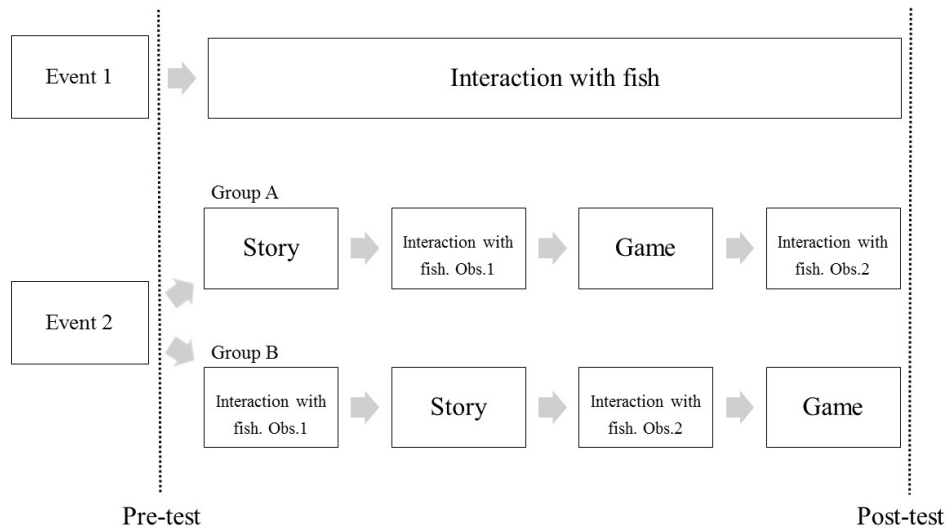 Event 1
Interaction with fish
Group A
Story
Interaction with
fish. Obs.1
Game
Interaction with
fish. Obs.2
Event 2
Group B
Interaction with
fish. Obs.1
Story
Interaction with
fish. Obs.2
Game
Pre-test
Post-test